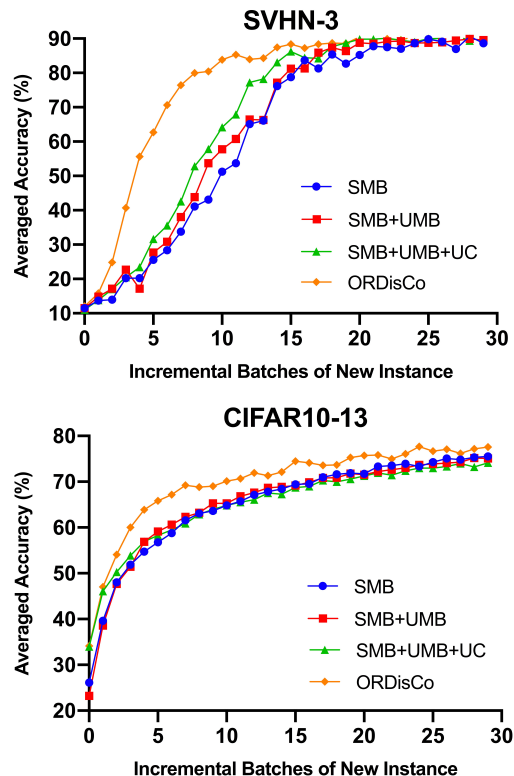 SVHN-3
Averaged Accuracy (%)
90
80
70
60
50
40
30
20
10
SMB
SMB+UMB
SMB+UMB+UC
ORDisCo
0 5 10 15 20 25 30
Incremental Batches of New Instance
CIFAR10-13
Averaged Accuracy (%)
80
70
60
50
40
30
20
SMB
SMB+UMB
SMB+UMB+UC
ORDisCo
0 5 10 15 20 25 30
Incremental Batches of New Instance